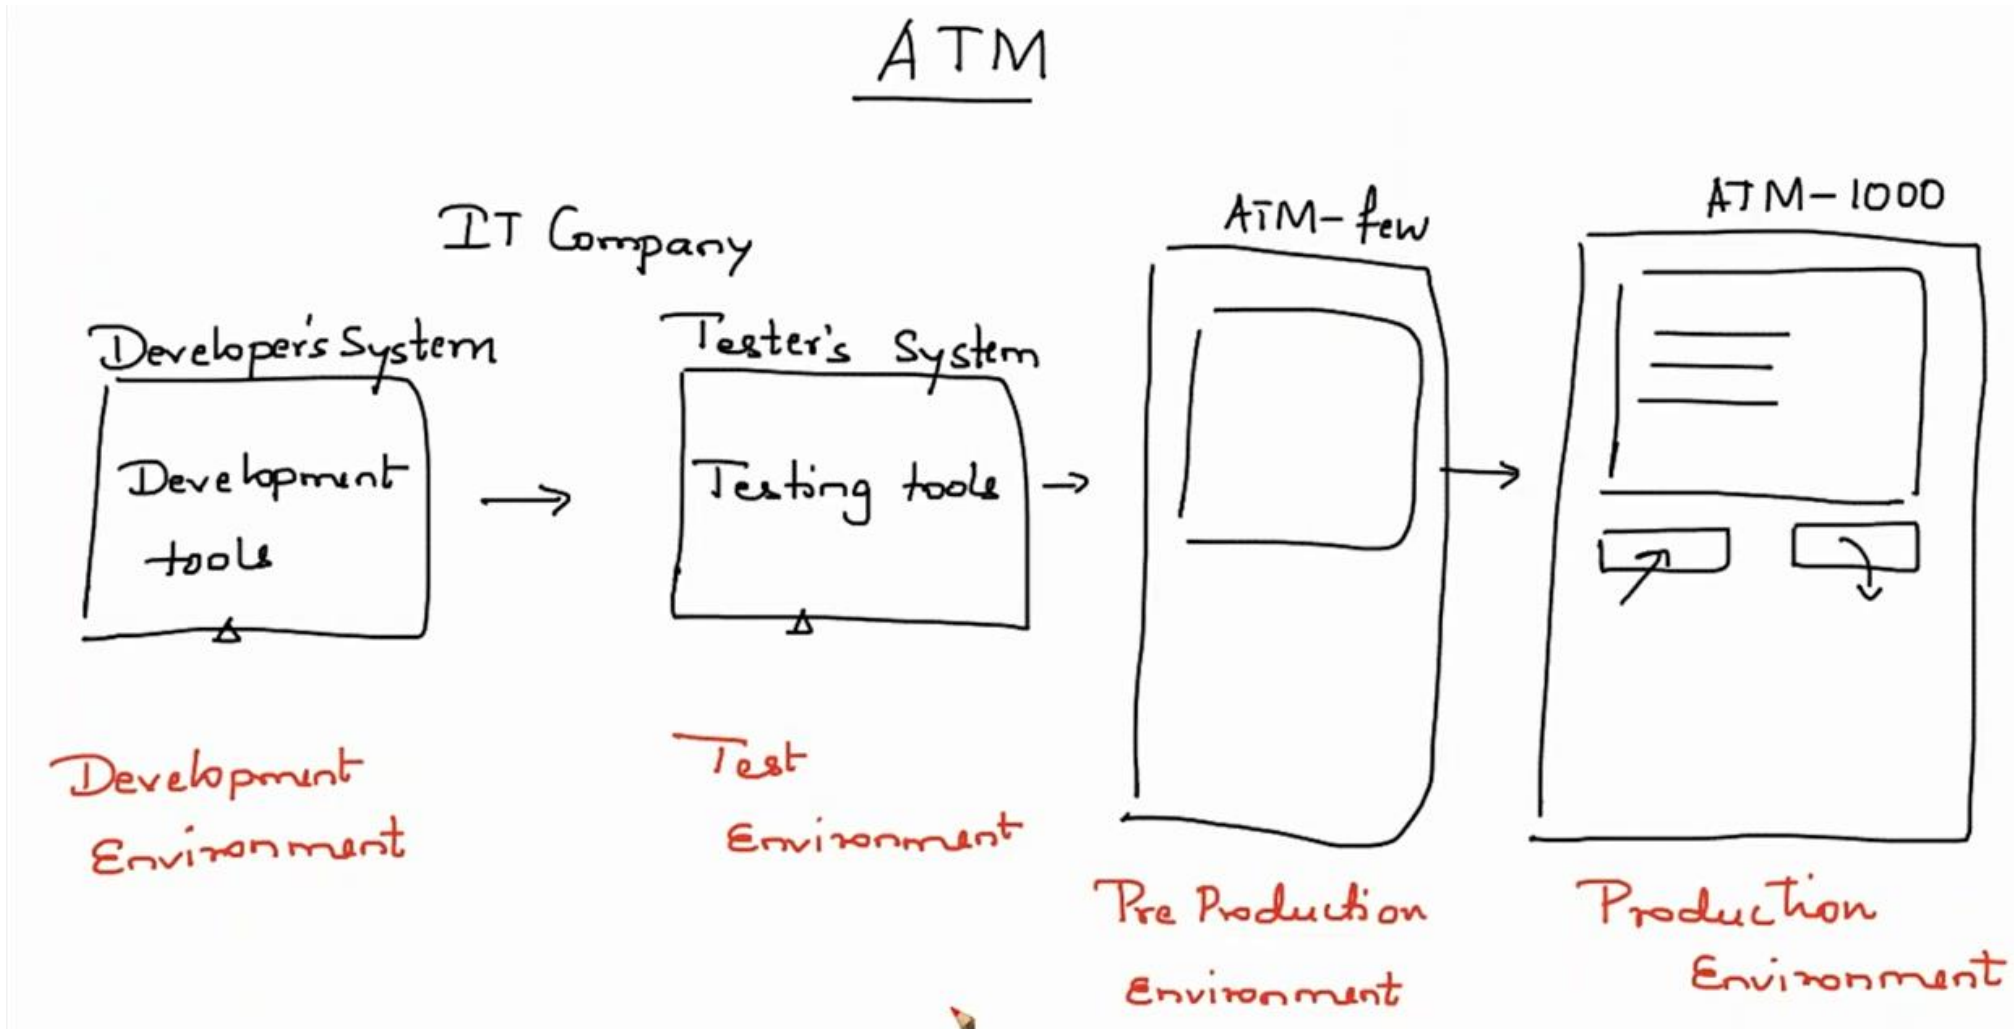 ATM
IT Company
ATM-few
ATM-1000
Developer's System
Tester's System
Development
tools
Testing tools
Development
Environment
Test
Environment
Pre Production
Environment
Production
Environment